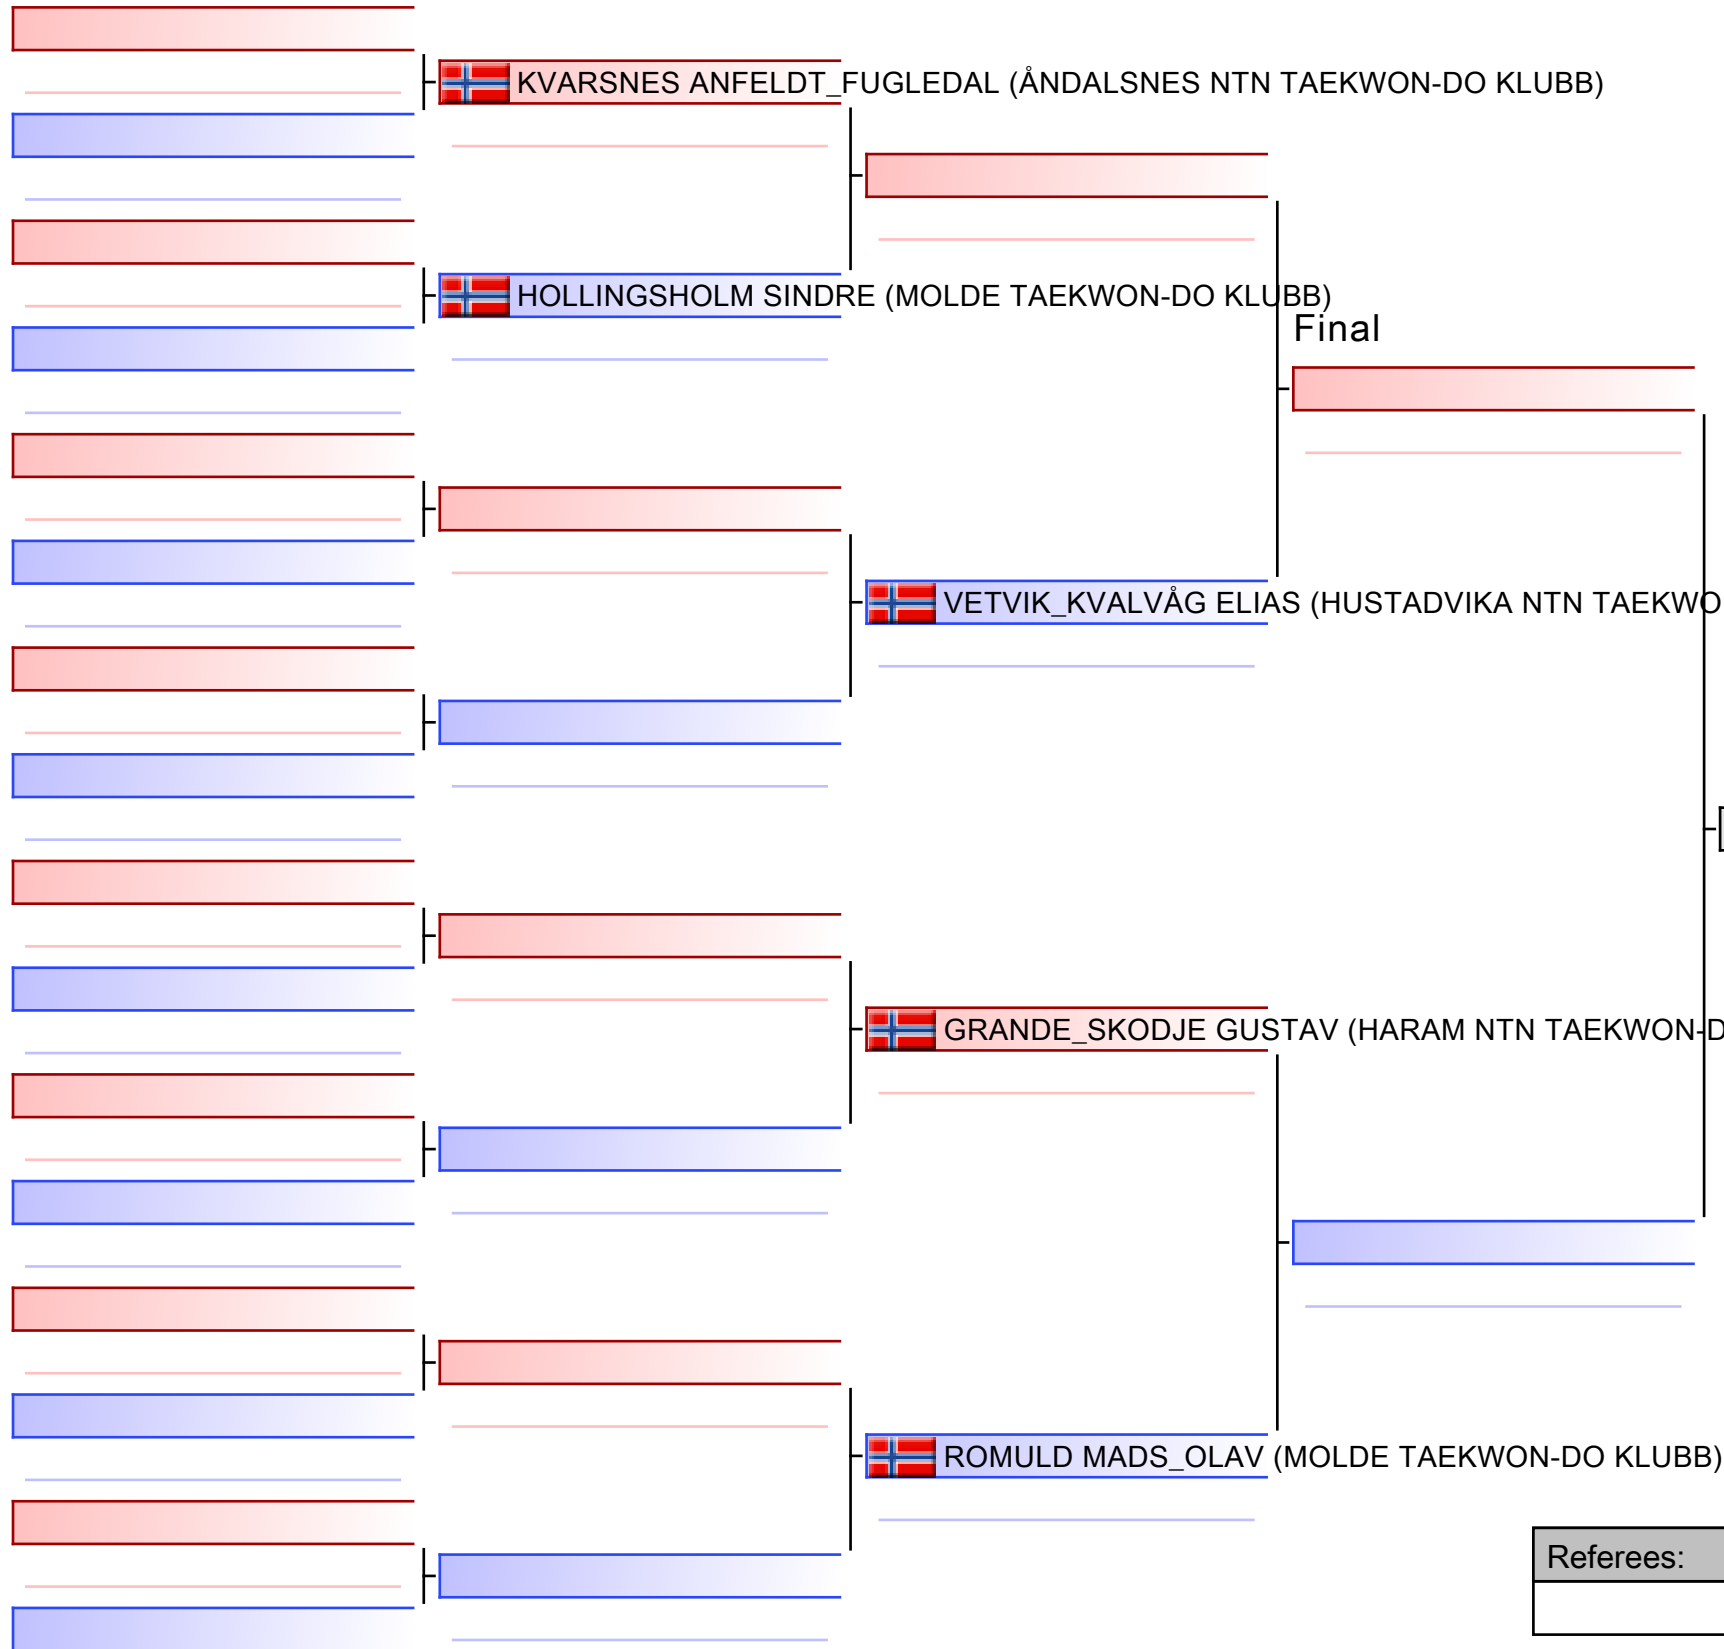 KVARSNES ANFELDT_FUGLEDAL (ÅNDALSNES NTN TAEKWON-DO KLUBB)
HOLLINGSHOLM SINDRE (MOLDE TAEKWON-DO KLUBB)
Final
VETVIK_KVALVÅG ELIAS (HUSTADVIKA NTN TAEKWO
GRANDE_SKODJE GUSTAV (HARAM NTN TAEKWON-D
ROMULD MADS_OLAV (MOLDE TAEKWON-DO KLUBB)
Referees: